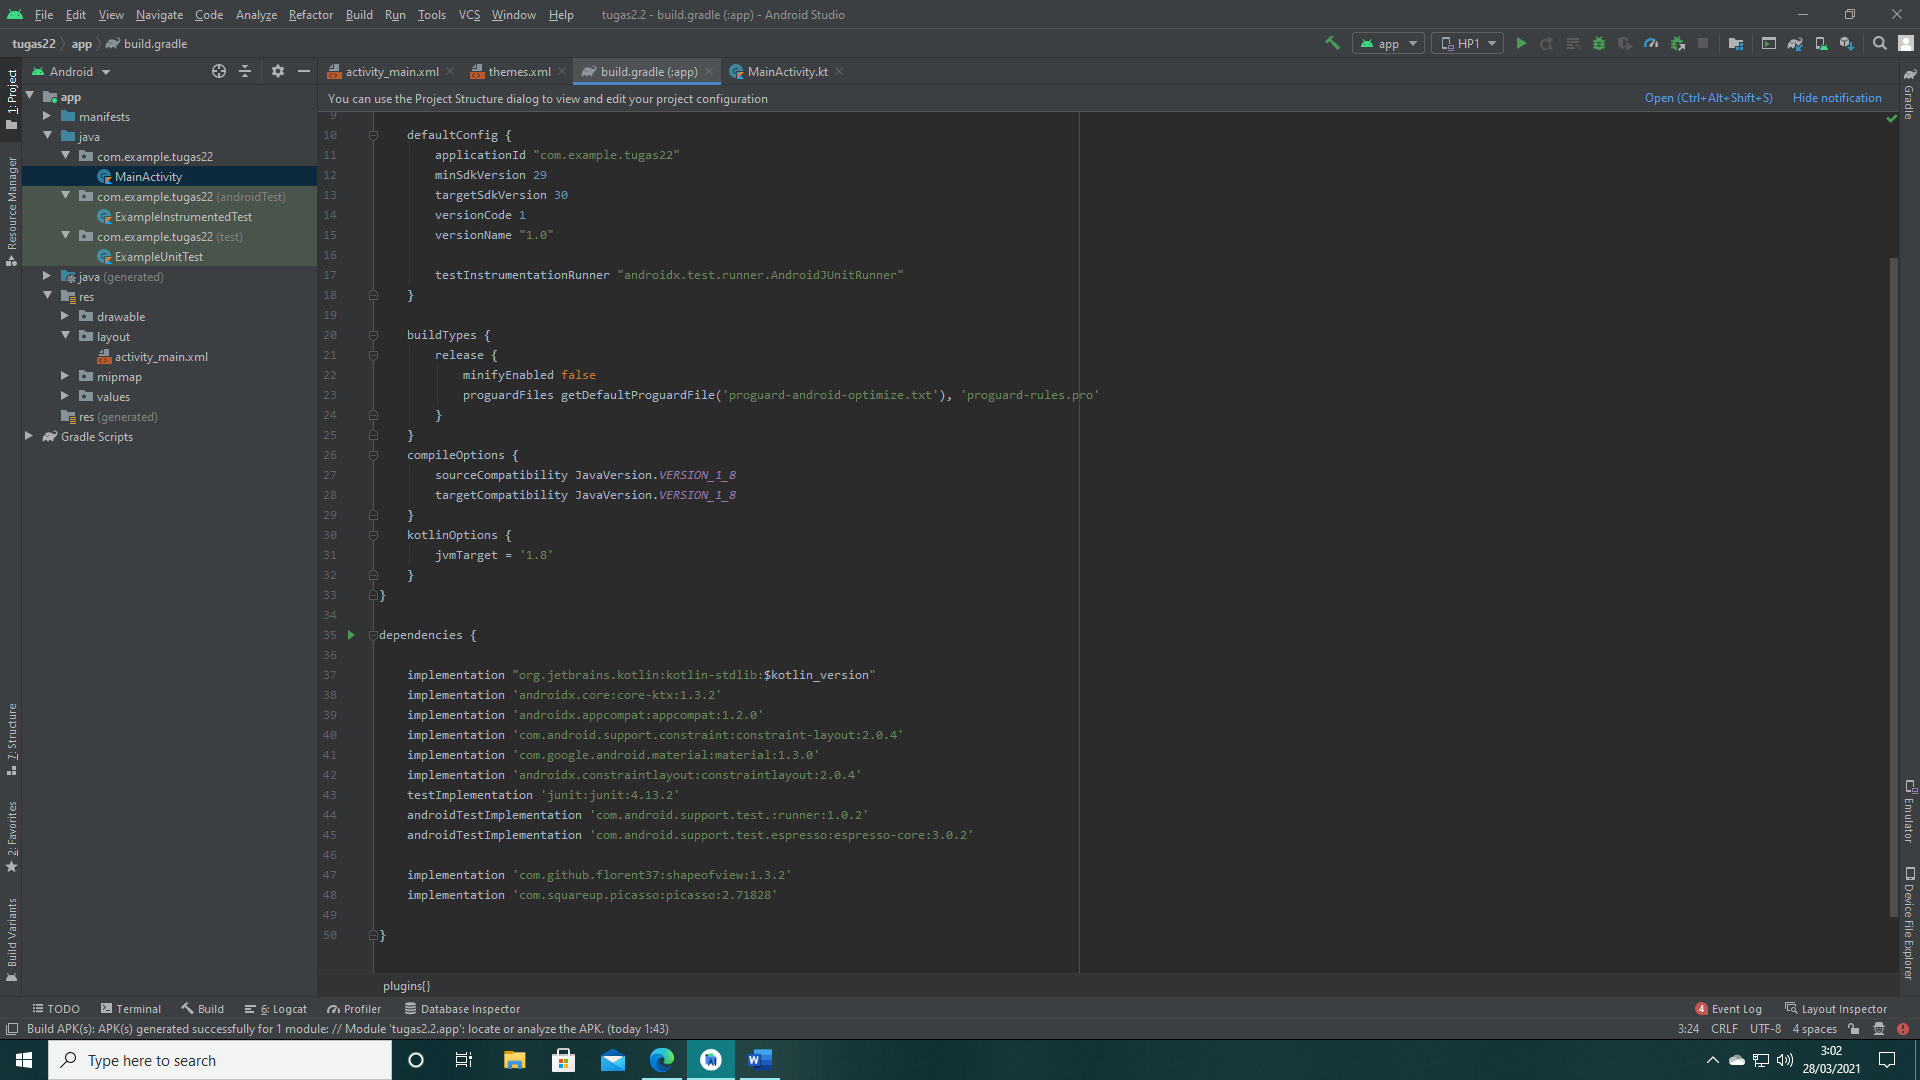 File Edit View Navigate Code Analyze Refactor Build Run Tools VCS Window Help tugas2.2 - build.gradle (:app) - Android Studio
tugas22 app build.gradle
app HP1
Android
activity_main.xml themes.xml build.gradle (:app) MainActivity.kt
You can use the Project Structure dialog to view and edit your project configuration Open (Ctrl+Alt+Shift+S) Hide notification
1: Project
Resource Manager
7: Structure
2: Favorites
Build Variants
app
manifests
java
com.example.tugas22
MainActivity
com.example.tugas22 (androidTest)
ExampleInstrumentedTest
com.example.tugas22 (test)
ExampleUnitTest
java (generated)
res
drawable
layout
activity_main.xml
mipmap
values
res (generated)
Gradle Scripts
9
10 defaultConfig {
11 applicationId "com.example.tugas22"
12 minSdkVersion 29
13 targetSdkVersion 30
14 versionCode 1
15 versionName "1.0"
16
17 testInstrumentationRunner "androidx.test.runner.AndroidJUnitRunner"
18 }
19
20 buildTypes {
21 release {
22 minifyEnabled false
23 proguardFiles getDefaultProguardFile('proguard-android-optimize.txt'), 'proguard-rules.pro'
24 }
25 }
26 compileOptions {
27 sourceCompatibility JavaVersion.VERSION_1_8
28 targetCompatibility JavaVersion.VERSION_1_8
29 }
30 kotlinOptions {
31 jvmTarget = '1.8'
32 }
33 }
34
35 dependencies {
36
37 implementation "org.jetbrains.kotlin:kotlin-stdlib:$kotlin_version"
38 implementation 'androidx.core:core-ktx:1.3.2'
39 implementation 'androidx.appcompat:appcompat:1.2.0'
40 implementation 'com.android.support.constraint:constraint-layout:2.0.4'
41 implementation 'com.google.android.material:material:1.3.0'
42 implementation 'androidx.constraintlayout:constraintlayout:2.0.4'
43 testImplementation 'junit:junit:4.13.2'
44 androidTestImplementation 'com.android.support.test.:runner:1.0.2'
45 androidTestImplementation 'com.android.support.test.espresso:espresso-core:3.0.2'
46
47 implementation 'com.github.florent37:shapeofview:1.3.2'
48 implementation 'com.squareup.picasso:picasso:2.71828'
49
50 }
plugins{}
Gradle
Emulator
Device File Explorer
TODO Terminal Build 6: Logcat Profiler Database Inspector 4 Event Log Layout Inspector
Build APK(s): APK(s) generated successfully for 1 module: // Module 'tugas2.2.app': locate or analyze the APK. (today 1:43) 3:24 CRLF UTF-8 4 spaces
Type here to search
3:02
28/03/2021